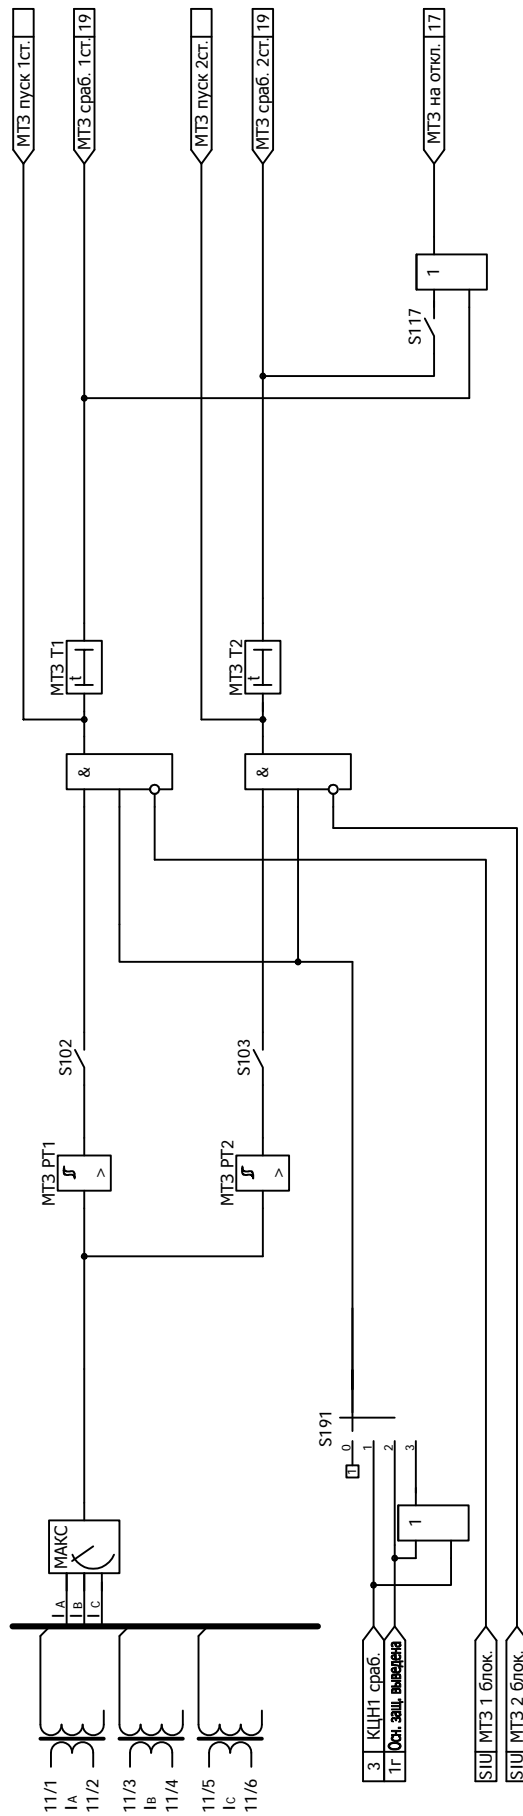 11/1
IA
11/2
11/3
IB
11/4
11/5
IC
11/6
IA
IB
IC
МАКС
МТЗ РТ1
>
S102
&
МТЗ Т1
t
МТЗ пуск 1ст.
МТЗ сраб. 1ст. 19
МТЗ РТ2
>
S103
&
МТЗ Т2
t
МТЗ пуск 2ст.
МТЗ сраб. 2ст. 19
S117
1
МТЗ на откл. 17
3 КЦН1 сраб.
1г Осн. защ. выведена
1
S191
1
0
1
2
3
SIU МТЗ 1 блок.
SIU МТЗ 2 блок.